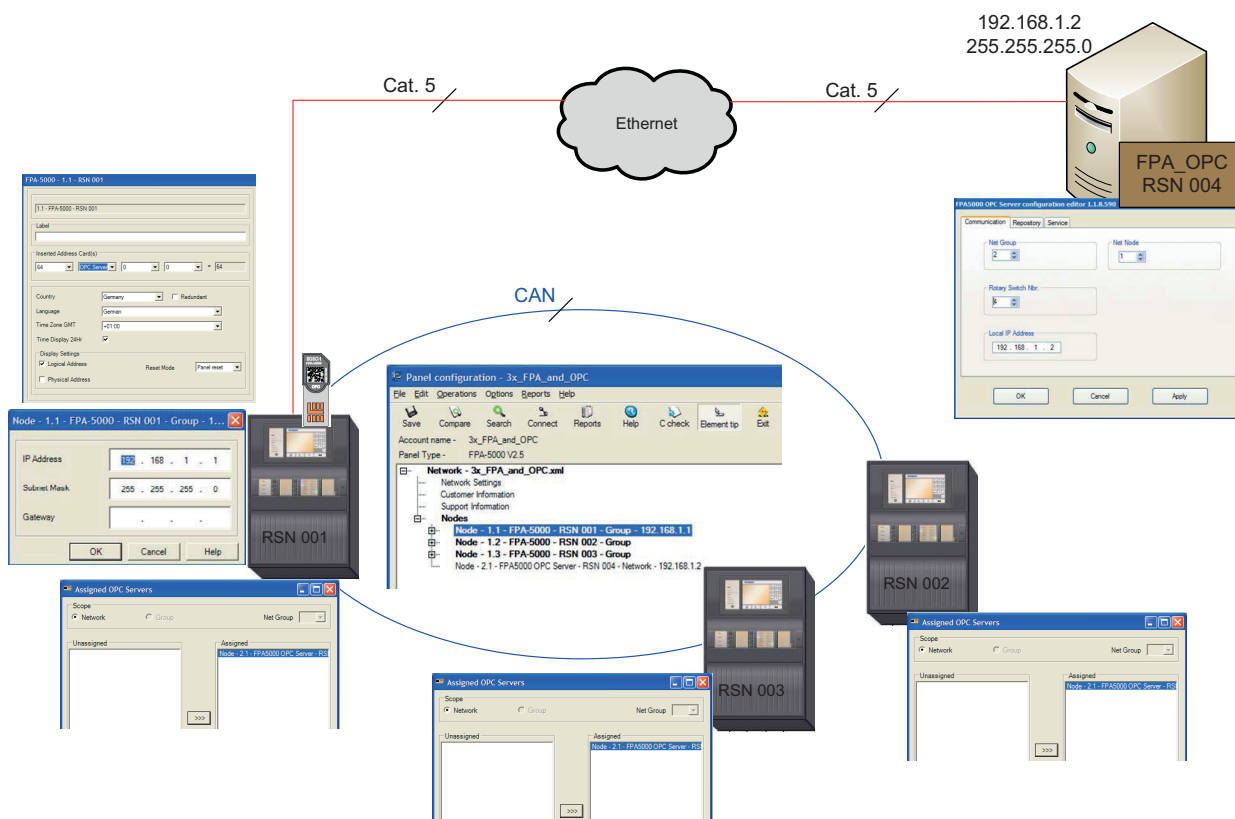 192.168.1.2
255.255.255.0
Cat. 5
Cat. 5
Ethernet
FPA_OPC
RSN 004
FPA-5000 - 1.1 - RSN 001
1.1 - FPA-5000 - RSN 001
Label
Inserted Address Card(s)
64 OPC Server 0 0 = 64
Country Germany Redundant
Language German
Time Zone GMT +01:00
Time Display 24Hr
Display Settings
Logical Address Reset Mode Panel reset
Physical Address
FPA5000 OPC Server configuration editor 1.1.8.590
Communication Repository Service
Net Group Net Node
2 1
Rotary Switch Nbr.
4
Local IP Address
192 . 168 . 1 . 2
OK Cancel Apply
CAN
BOSCH
Node - 1.1 - FPA-5000 - RSN 001 - Group - 1...
IP Address 192 . 168 . 1 . 1
Subnet Mask 255 . 255 . 255 . 0
Gateway . . .
OK Cancel Help
RSN 001
Panel configuration - 3x_FPA_and_OPC
File Edit Operations Options Reports Help
Save Compare Search Connect Reports Help C check Element tip Exit
Account name - 3x_FPA_and_OPC
Panel Type - FPA-5000 V2.5
Network - 3x_FPA_and_OPC.xml
Network Settings
Customer Information
Support Information
Nodes
Node - 1.1 - FPA-5000 - RSN 001 - Group - 192.168.1.1
Node - 1.2 - FPA-5000 - RSN 002 - Group
Node - 1.3 - FPA-5000 - RSN 003 - Group
Node - 2.1 - FPA5000 OPC Server - RSN 004 - Network - 192.168.1.2
RSN 002
RSN 003
Assigned OPC Servers
Scope
Network Group Net Group
Unassigned Assigned
Node - 2.1 - FPA5000 OPC Server - RS
>>>
Assigned OPC Servers
Scope
Network Group Net Group
Unassigned Assigned
Node - 2.1 - FPA5000 OPC Server - RS
>>>
Assigned OPC Servers
Scope
Network Group Net Group
Unassigned Assigned
Node - 2.1 - FPA5000 OPC Server - RS
>>>